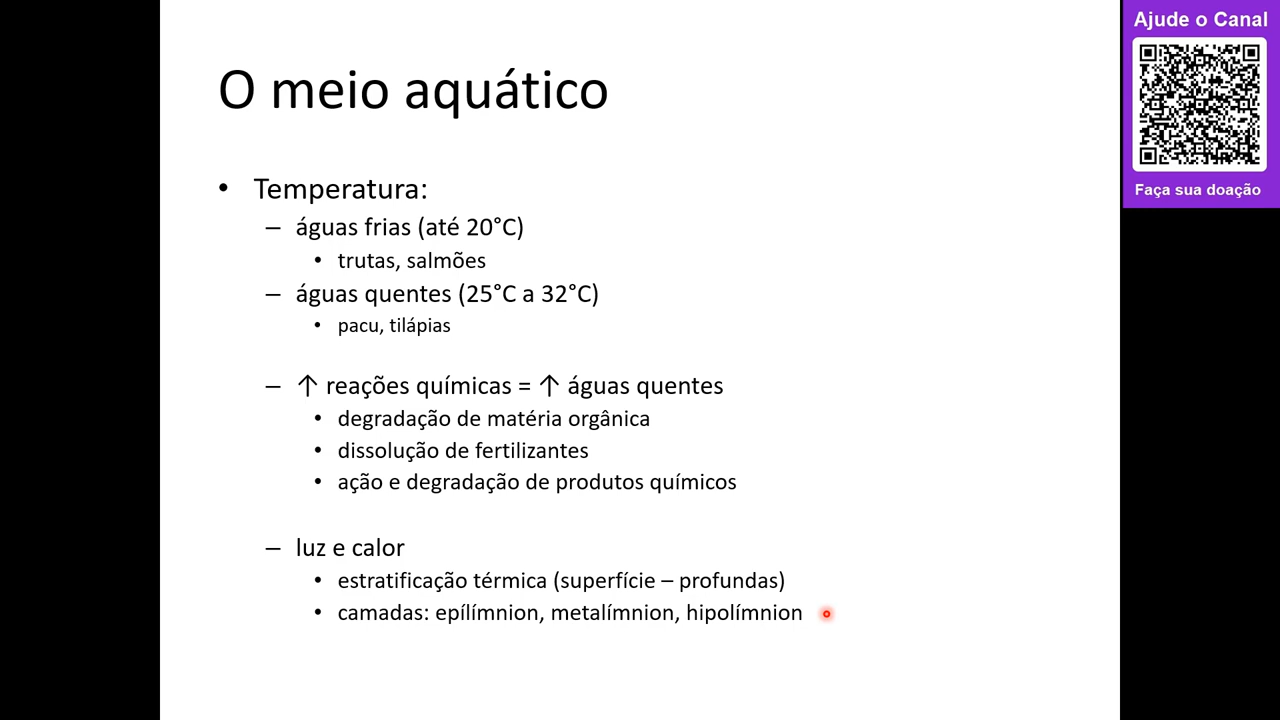 O meio aquático
• Temperatura:
– águas frias (até 20°C)
• trutas, salmões
– águas quentes (25°C a 32°C)
• pacu, tilápias
– ↑ reações químicas = ↑ águas quentes
• degradação de matéria orgânica
• dissolução de fertilizantes
• ação e degradação de produtos químicos
– luz e calor
• estratificação térmica (superfície – profundas)
• camadas: epílímnion, metalímnion, hipolímnion
Ajude o Canal
Faça sua doação